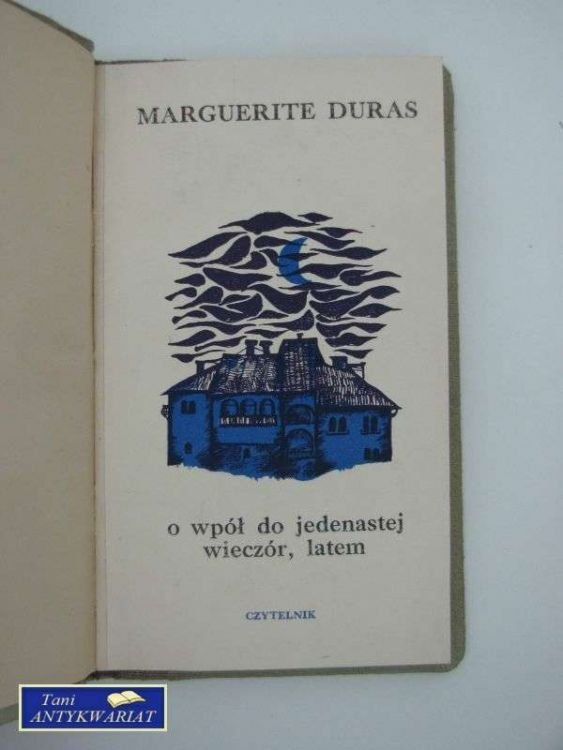 MARGUERITE DURAS
o wpół do jedenastej
wieczór, latem
CZYTELNIK
Tani
ANTYKWARIAT